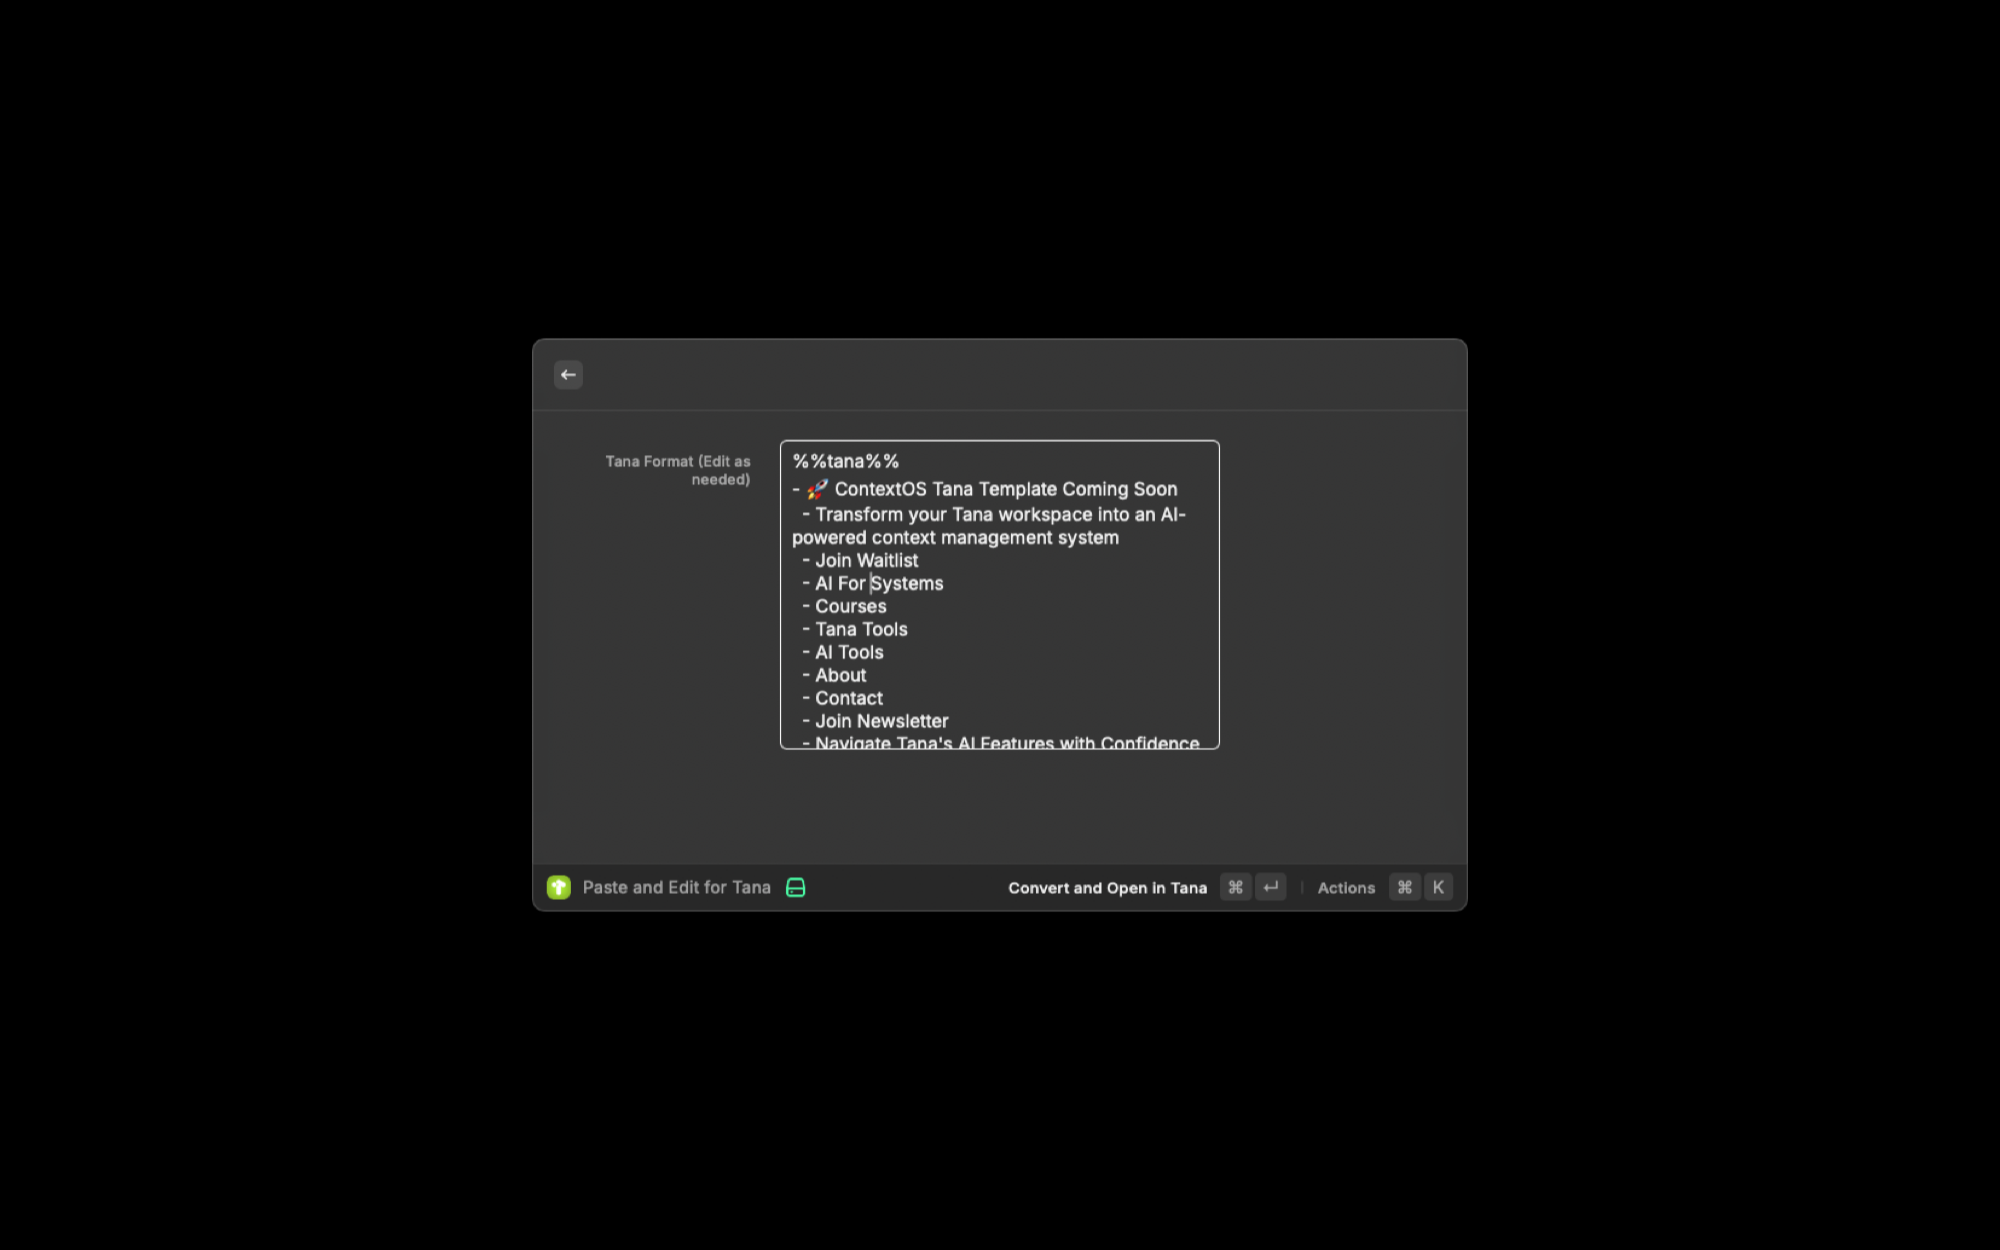 Tana Format (Edit as
needed)
%%tana%%
- 🚀 ContextOS Tana Template Coming Soon
  - Transform your Tana workspace into an AI-
powered context management system
  - Join Waitlist
  - AI For Systems
  - Courses
  - Tana Tools
  - AI Tools
  - About
  - Contact
  - Join Newsletter
  - Navigate Tana's AI Features with Confidence
Paste and Edit for Tana
Convert and Open in Tana ⌘ ↵ Actions ⌘ K